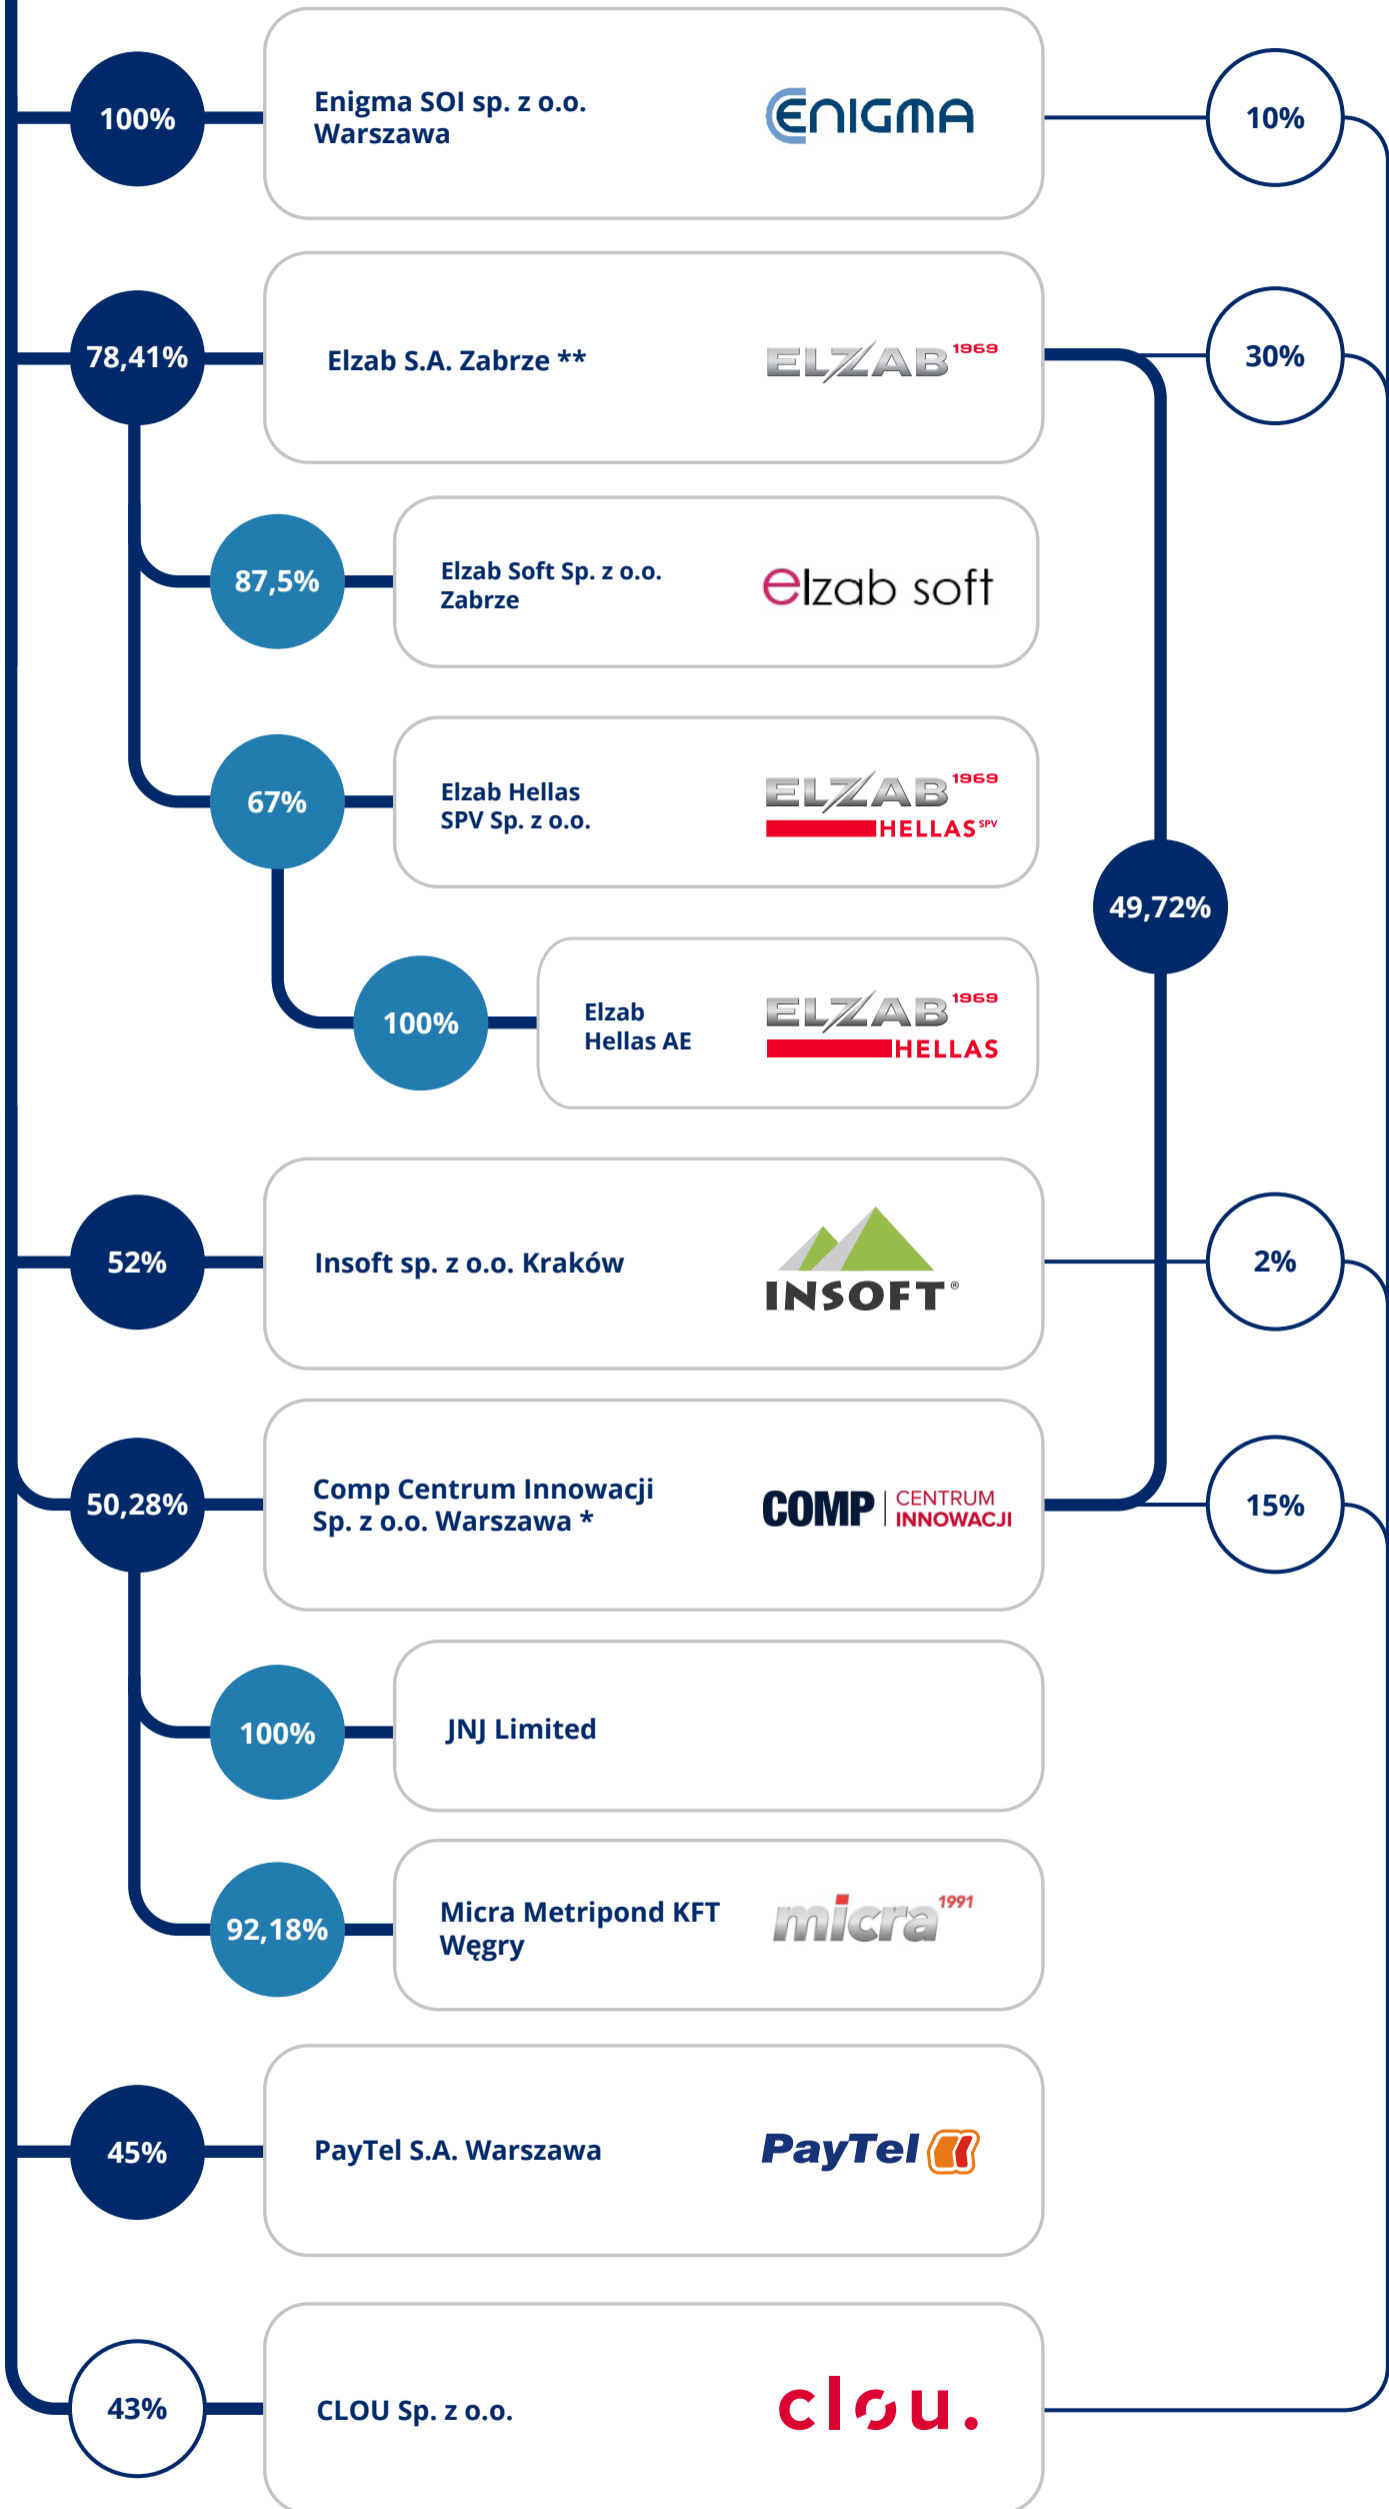 100%
Enigma SOI sp. z o.o.
Warszawa
ENIGMA
10%
78,41%
Elzab S.A. Zabrze **
ELZAB 1969
30%
87,5%
Elzab Soft Sp. z o.o.
Zabrze
elzab soft
67%
Elzab Hellas
SPV Sp. z o.o.
ELZAB 1969
HELLAS SPV
49,72%
100%
Elzab
Hellas AE
ELZAB 1969
HELLAS
52%
Insoft sp. z o.o. Kraków
INSOFT®
2%
50,28%
Comp Centrum Innowacji
Sp. z o.o. Warszawa *
COMP CENTRUM
INNOWACJI
15%
100%
JNJ Limited
92,18%
Micra Metripond KFT
Węgry
micra 1991
45%
PayTel S.A. Warszawa
PayTel
43%
CLOU Sp. z o.o.
clou.